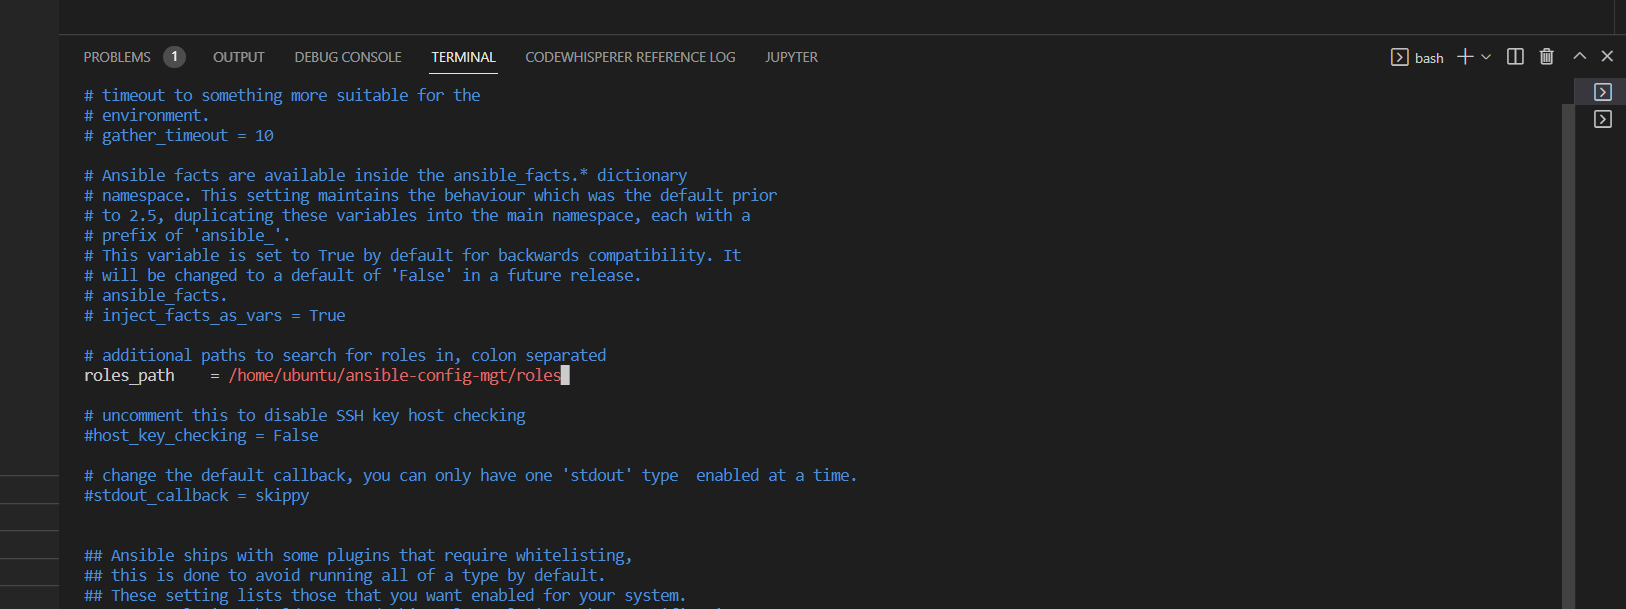 PROBLEMS 1 OUTPUT DEBUG CONSOLE TERMINAL CODEWHISPERER REFERENCE LOG JUPYTER bash
# timeout to something more suitable for the
# environment.
# gather_timeout = 10
# Ansible facts are available inside the ansible_facts.* dictionary
# namespace. This setting maintains the behaviour which was the default prior
# to 2.5, duplicating these variables into the main namespace, each with a
# prefix of 'ansible_'.
# This variable is set to True by default for backwards compatibility. It
# will be changed to a default of 'False' in a future release.
# ansible_facts.
# inject_facts_as_vars = True
# additional paths to search for roles in, colon separated
roles_path    = /home/ubuntu/ansible-config-mgt/roles
# uncomment this to disable SSH key host checking
#host_key_checking = False
# change the default callback, you can only have one 'stdout' type  enabled at a time.
#stdout_callback = skippy
## Ansible ships with some plugins that require whitelisting,
## this is done to avoid running all of a type by default.
## These setting lists those that you want enabled for your system.